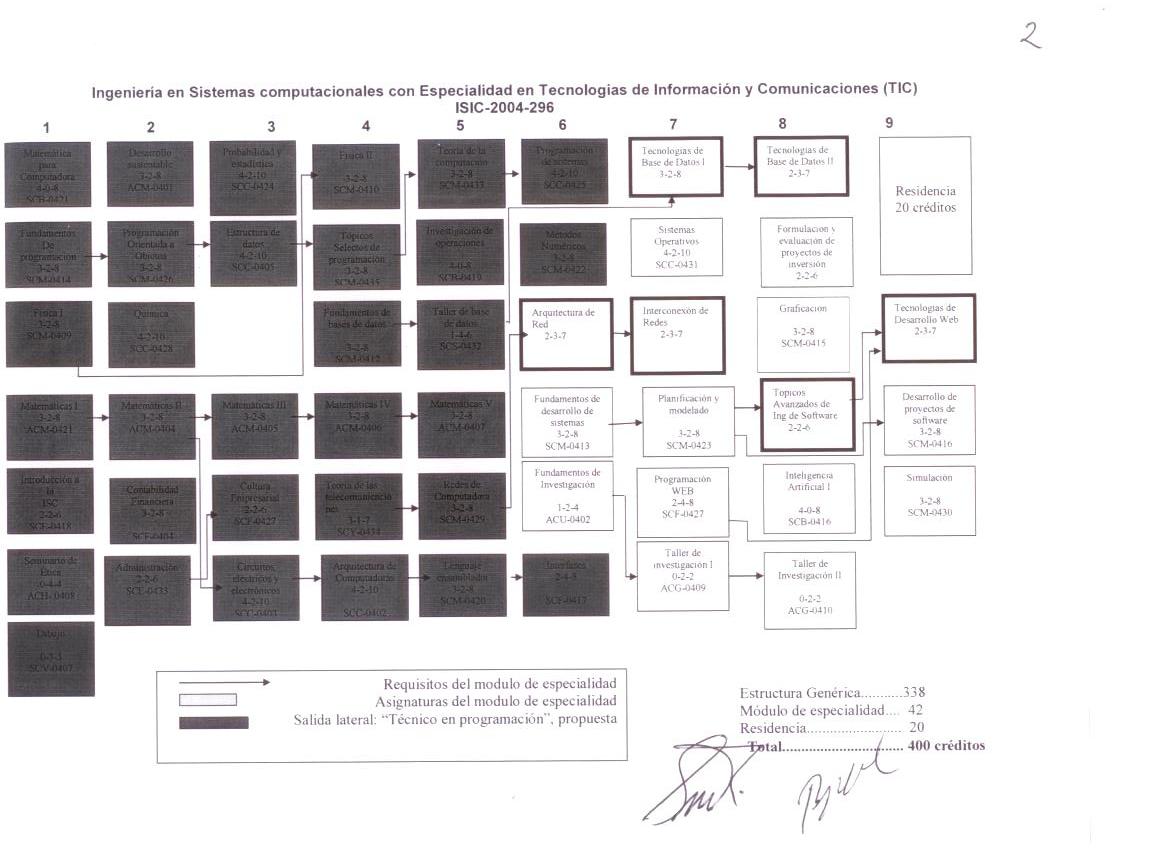 2
Ingeniería en Sistemas computacionales con Especialidad en Tecnologias de Información y Comunicaciones (TIC)
ISIC-2004-296
1 2 3 4 5 6 7 8 9
Matemática
para
Computadora
4-0-8
SCB-0421
Desarrollo
sustentable
3-2-8
ACM-0401
Probabilidad y
estadística
4-2-10
SCC-0424
Física II
3-2-8
SCM-0410
Teoría de la
computación
3-2-8
SCM-0433
Programación
de sistemas
4-2-10
SCC-0425
Tecnologías de
Base de Datos I
3-2-8
Tecnologías de
Base de Datos II
2-3-7
Residencia
20 créditos
Fundamentos
De
programación
3-2-8
SCM-0414
Programación
Orientada a
Objetos
3-2-8
SCM-0426
Estructura de
datos
4-2-10
SCC-0405
Tópicos
Selectos de
programación
3-2-8
SCM-0435
Investigación de
operaciones
4-0-8
SCB-0419
Métodos
Numéricos
3-2-8
SCM-0422
Sistemas
Operativos
4-2-10
SCC-0431
Formulación y
evaluación de
proyectos de
inversión
2-2-6
Física I
3-2-8
SCM-0409
Química
4-2-10
SCC-0428
Fundamentos de
bases de datos
3-2-8
SCM-0412
Taller de base
de datos
1-4-6
SCS-0432
Arquitectura de
Red
2-3-7
Interconexón de
Redes
2-3-7
Graficación
3-2-8
SCM-0415
Tecnologías de
Desarrollo Web
2-3-7
Matemáticas I
3-2-8
ACM-0421
Matemáticas II
3-2-8
ACM-0404
Matemáticas III
3-2-8
ACM-0405
Matemáticas IV
3-2-8
ACM-0406
Matemáticas V
3-2-8
ACM-0407
Fundamentos de
desarrollo de
sistemas
3-2-8
SCM-0413
Planificación y
modelado
3-2-8
SCM-0423
Topicos
Avanzados de
Ing de Software
2-2-6
Desarrollo de
proyectos de
software
3-2-8
SCM-0416
Introducción a
la
ISC
2-2-6
SCE-0418
Contabilidad
Financiera
3-2-8
SCF-0404
Cultura
Empresarial
2-2-6
SCF-0427
Teoría de las
telecomunicacio
nes
3-1-7
SCY-0434
Redes de
Computadora
3-2-8
SCM-0429
Fundamentos de
Investigación
1-2-4
ACU-0402
Programación
WEB
2-4-8
SCF-0427
Inteligencia
Artificial I
4-0-8
SCB-0416
Simulación
3-2-8
SCM-0430
Seminario de
Ética
0-4-4
ACH- 0408
Administración
2-2-6
SCE-0433
Circuitos
eléctricos y
electrónicos
4-2-10
SCC-0403
Arquitectura de
Computadoras
4-2-10
SCC-0402
Lenguaje
ensamblador
3-2-8
SCM-0420
Interfaces
2-4-8
SCF-0417
Taller de
investigación I
0-2-2
ACG-0409
Taller de
Investigación II
0-2-2
ACG-0410
Dibujo
0-3-3
SCV-0407
Requisitos del modulo de especialidad
Asignaturas del modulo de especialidad
Salida lateral: “Técnico en programación”, propuesta
Estructura Genérica..........338
Módulo de especialidad.... 42
Residencia....................... 20
Total............................. 400 créditos